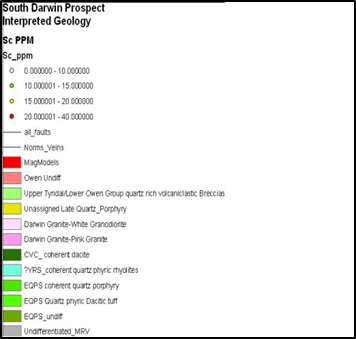 South Darwin Prospect
Interpreted Geology
Sc PPM
Sc_ppm
0.000000 - 10.000000
10.000001 - 15.000000
15.000001 - 20.000000
20.000001 - 40.000000
all_faults
Norms_Veins
MagModels
Owen Undiff
Upper Tyndal/Lower Owen Group quartz rich volcaniclastic Breccias
Unassigned Late Quartz_Porphyry
Darwin Granite-White Granodiorite
Darwin Granite-Pink Granite
CVC_ coherent dacite
?YRS_coherent quartz phyric rhyolites
EQPS coherent quartz porphyry
EQPS Quartz phyric Dacitic tuff
EQPS_undiff
Undifferentiated_MRV